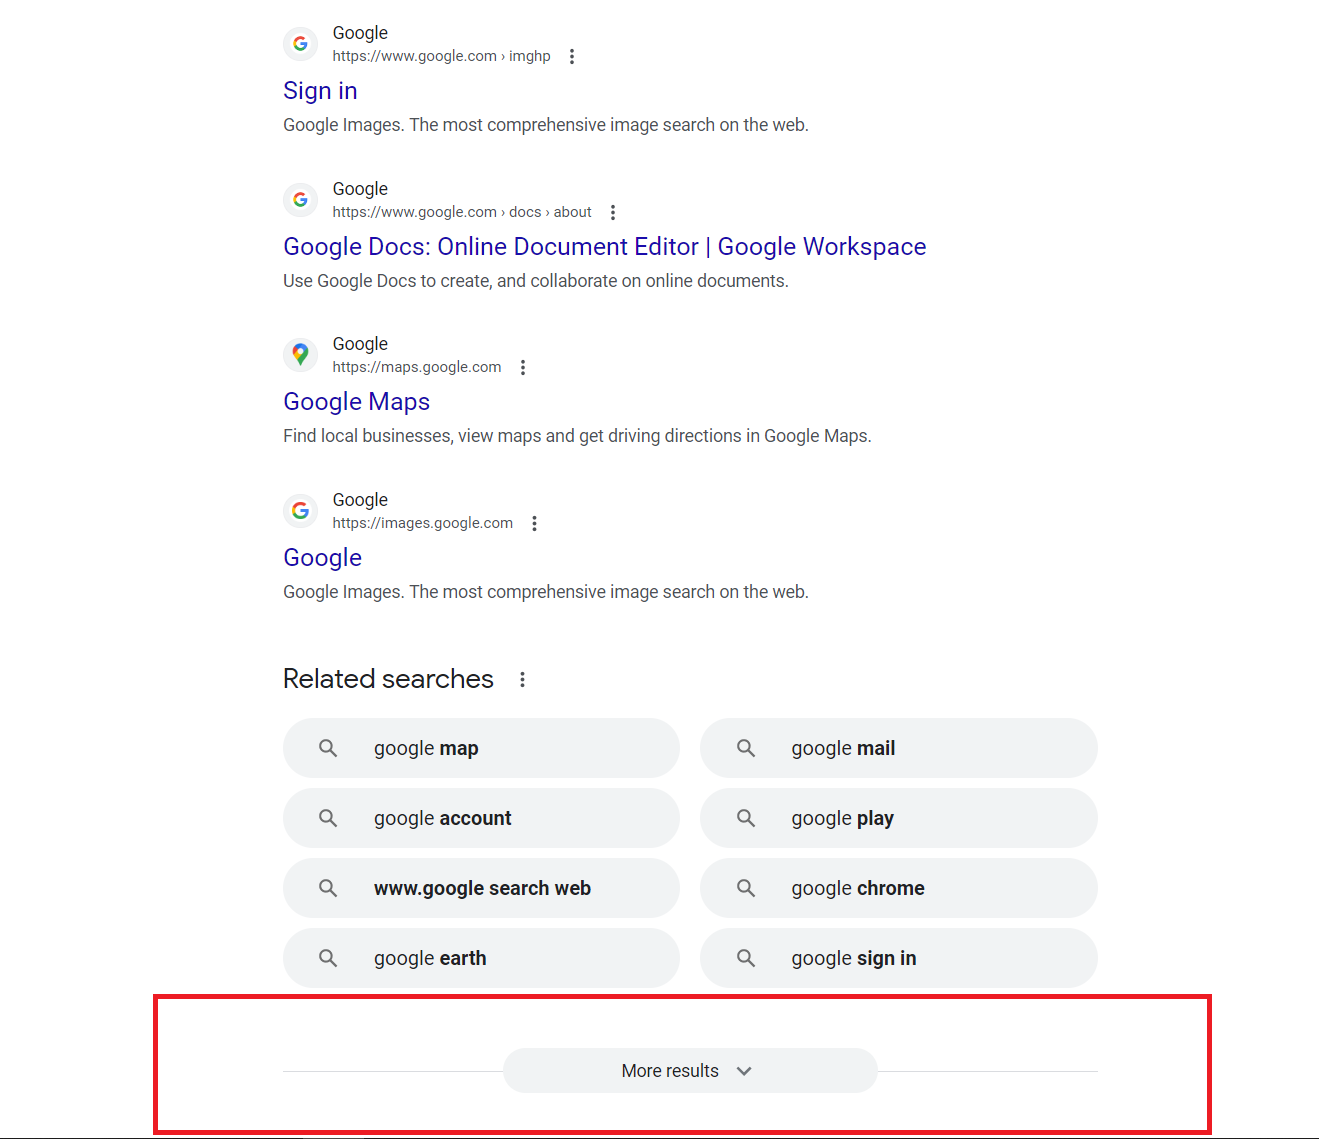 Google
https://www.google.com › imghp
Sign in
Google Images. The most comprehensive image search on the web.
Google
https://www.google.com › docs › about
Google Docs: Online Document Editor | Google Workspace
Use Google Docs to create, and collaborate on online documents.
Google
https://maps.google.com
Google Maps
Find local businesses, view maps and get driving directions in Google Maps.
Google
https://images.google.com
Google
Google Images. The most comprehensive image search on the web.
Related searches
google map
google mail
google account
google play
www.google search web
google chrome
google earth
google sign in
More results